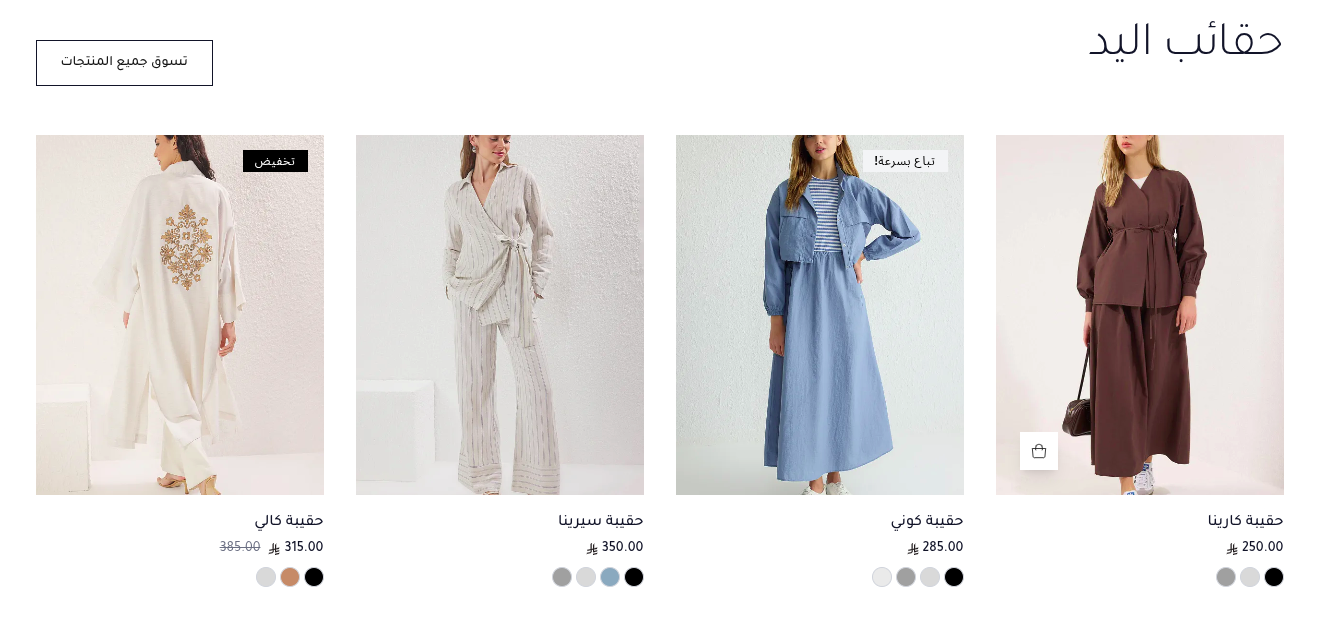 حقائب اليد
تسوق جميع المنتجات
تباع بسرعة!
تخفيض
حقيبة كارينا
250.00
حقيبة كوني
285.00
حقيبة سيرينا
350.00
حقيبة كالي
315.00 385.00